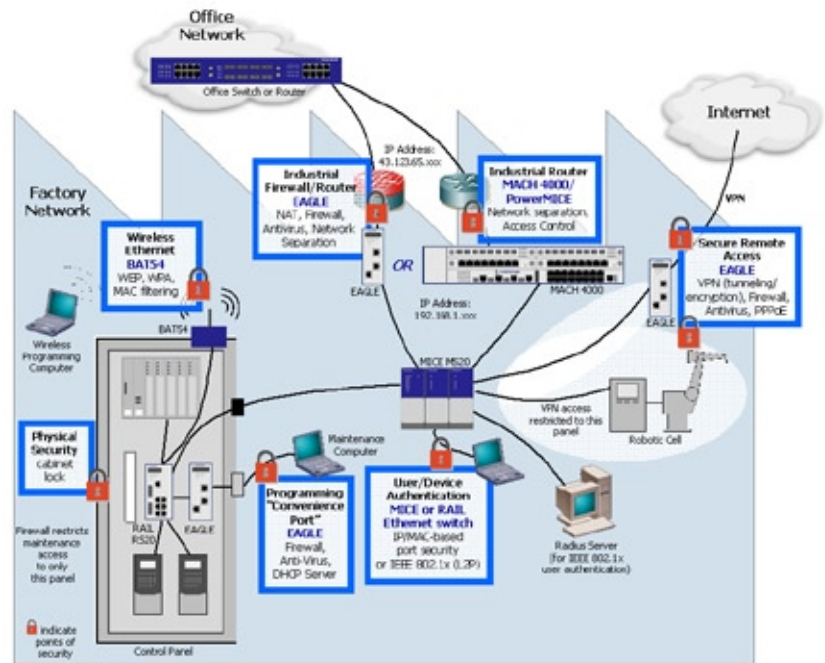 Office
Network
Office Switch or Router
Internet
IP Address:
43.123.65.xxx
Industrial
Firewall/Router
EAGLE
NAT, Firewall,
Antivirus, Network
Separation
Industrial Router
MACH 4000/
PowerMICE
Network separation,
Access Control
VPN
Factory
Network
Wireless
Ethernet
BAT54
WEP, WPA,
MAC filtering
EAGLE
OR
MACH 4000
Secure Remote
Access
EAGLE
VPN (tunneling/
encryption), Firewall,
Antivirus, PPPoE
EAGLE
IP Address:
192.168.1.xxx
Wireless
Programming
Computer
BAT54
MICE MS20
VPN access
restricted to this
panel
Robotic Cell
Physical
Security
cabinet
lock
Maintenance
Computer
Programming
"Convenience
Port"
EAGLE
Firewall,
Anti-Virus,
DHCP Server
User/Device
Authentication
MICE or RAIL
Ethernet switch
IP/MAC-based
port security
or IEEE 802.1x (L2P)
Radius Server
(for IEEE 802.1x
user authentication)
Firewall restricts
maintenance
access
to only
this panel
RAIL
RS20
EAGLE
indicate
points of
security
Control Panel